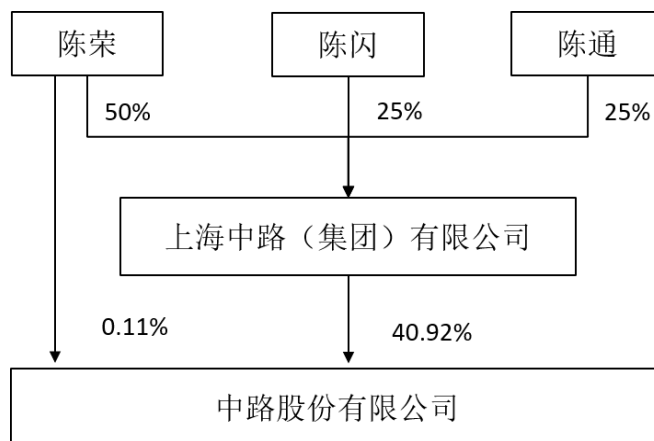 陈荣
陈闪
陈通
50%
25%
25%
上海中路（集团）有限公司
0.11%
40.92%
中路股份有限公司